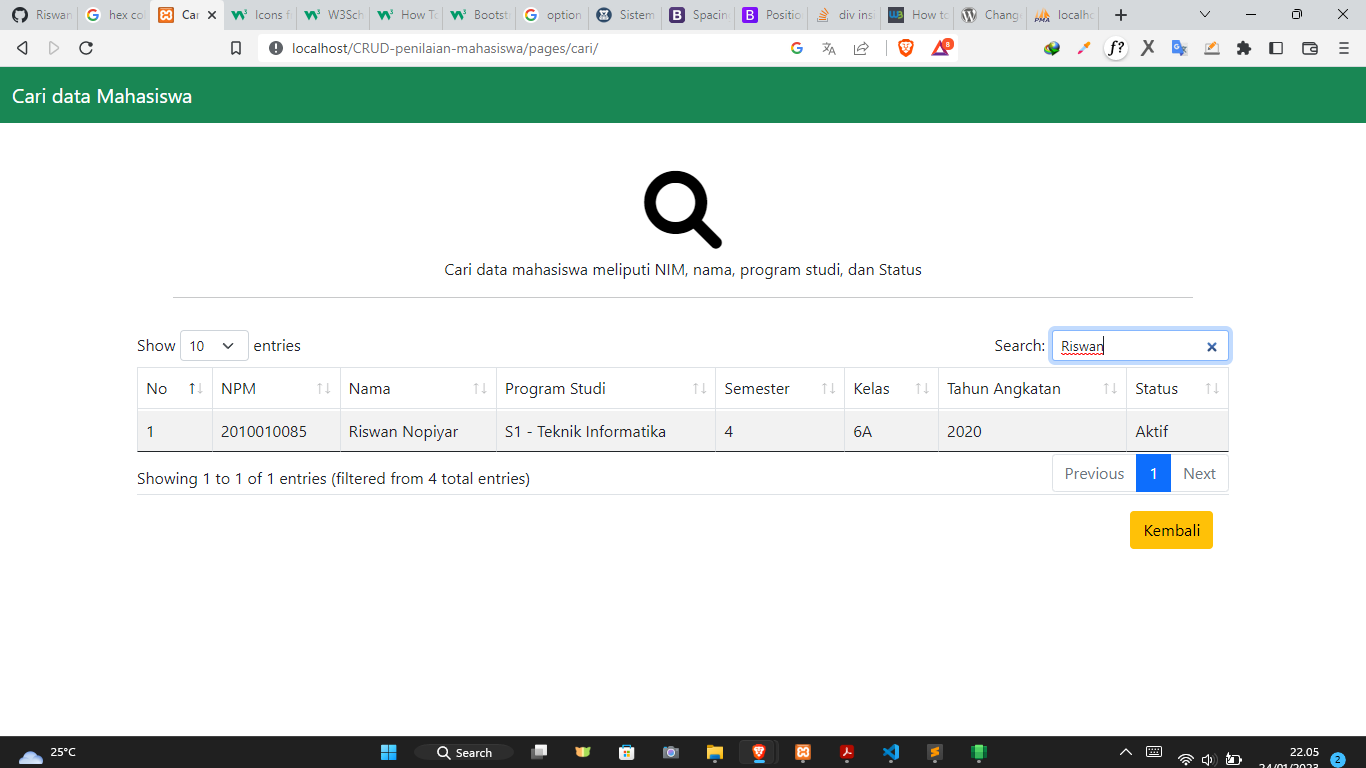 Riswan hex co Car Icons f W3Sch How To Bootst option Sistem Spacin Positio div insi How to Chang localho
localhost/CRUD-penilaian-mahasiswa/pages/cari/
8
f?
Cari data Mahasiswa
Cari data mahasiswa meliputi NIM, nama, program studi, dan Status
Show 10 entries Search: Riswan
No NPM Nama Program Studi Semester Kelas Tahun Angkatan Status
1 2010010085 Riswan Nopiyar S1 - Teknik Informatika 4 6A 2020 Aktif
Showing 1 to 1 of 1 entries (filtered from 4 total entries) Previous 1 Next
Kembali
25°C Search 22.05
24/01/2023 2